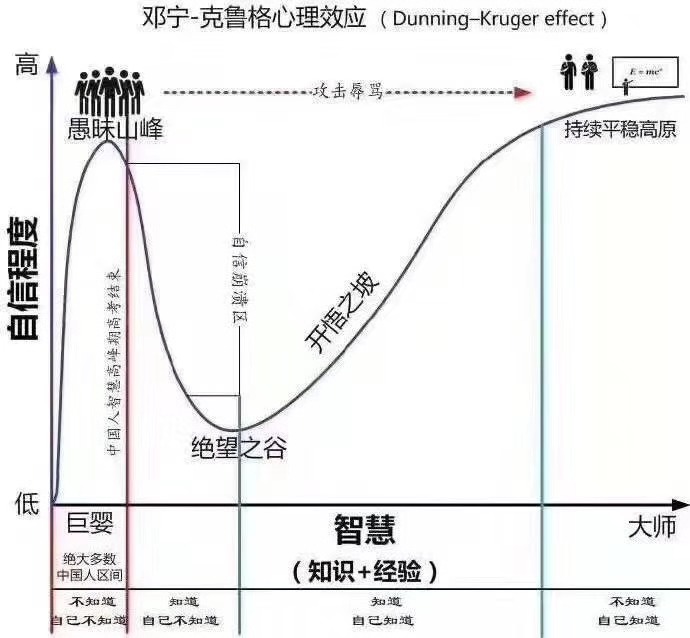 邓宁-克鲁格心理效应（Dunning–Kruger effect）
高
攻击辱骂
E = mc²
愚昧山峰
持续平稳高原
自信程度
中国人智慧高峰期高考结束
自信崩溃区
开悟之坡
绝望之谷
低
巨婴
智慧
大师
绝大多数
中国人区间
（知识+经验）
不知道
自己不知道
知道
自己不知道
知道
自己知道
不知道
自己知道